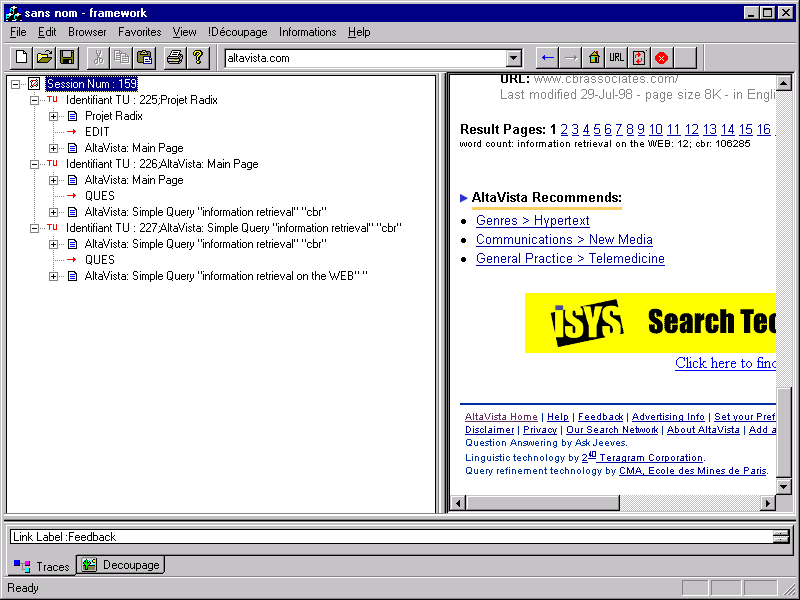 sans nom - framework
File Edit Browser Favorites View !Découpage Informations Help
altavista.com
URL
Session Num : 159
TU Identifiant TU : 225;Projet Radix
Projet Radix
EDIT
AltaVista: Main Page
TU Identifiant TU : 226;AltaVista: Main Page
AltaVista: Main Page
QUES
AltaVista: Simple Query "information retrieval" "cbr"
TU Identifiant TU : 227;AltaVista: Simple Query "information retrieval" "cbr"
AltaVista: Simple Query "information retrieval" "cbr"
QUES
AltaVista: Simple Query "information retrieval on the WEB" "
URL: www.cbrassociates.com/
Last modified 29-Jul-98 - page size 8K - in Engli
Result Pages: 1 2 3 4 5 6 7 8 9 10 11 12 13 14 15 16
word count: information retrieval on the WEB: 12; cbr: 106285
AltaVista Recommends:
Genres > Hypertext
Communications > New Media
General Practice > Telemedicine
iSYS Search Tec
Click here to find
AltaVista Home | Help | Feedback | Advertising Info | Set your Pref
Disclaimer | Privacy | Our Search Network | About AltaVista | Add a
Question Answering by Ask Jeeves.
Linguistic technology by 2^40 Teragram Corporation.
Query refinement technology by CMA, Ecole des Mines de Paris.
Link Label :Feedback
Traces Decoupage
Ready